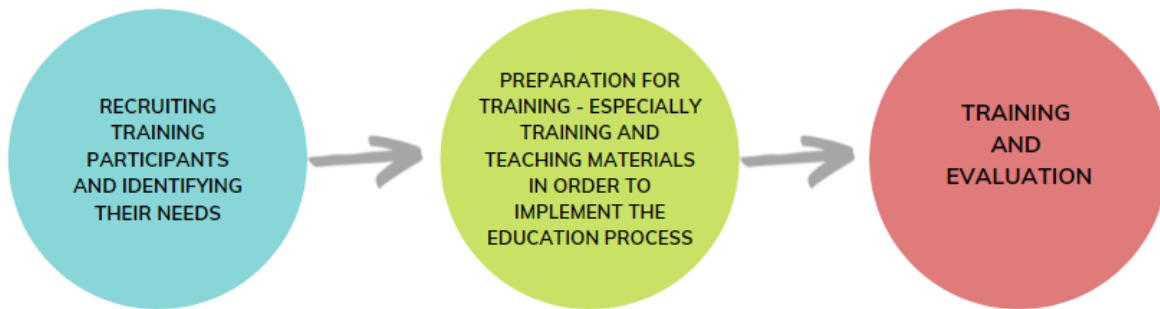 RECRUITING
TRAINING
PARTICIPANTS
AND IDENTIFYING
THEIR NEEDS
PREPARATION FOR
TRAINING - ESPECIALLY
TRAINING AND
TEACHING MATERIALS
IN ORDER TO
IMPLEMENT THE
EDUCATION PROCESS
TRAINING
AND
EVALUATION